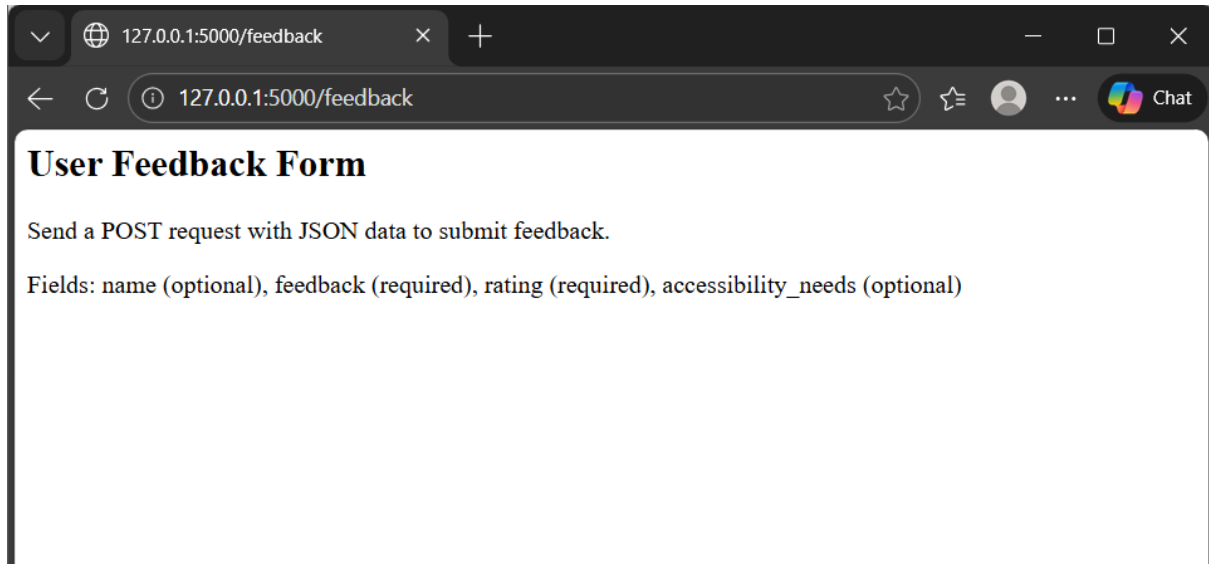 127.0.0.1:5000/feedback
127.0.0.1:5000/feedback
Chat
User Feedback Form
Send a POST request with JSON data to submit feedback.
Fields: name (optional), feedback (required), rating (required), accessibility_needs (optional)